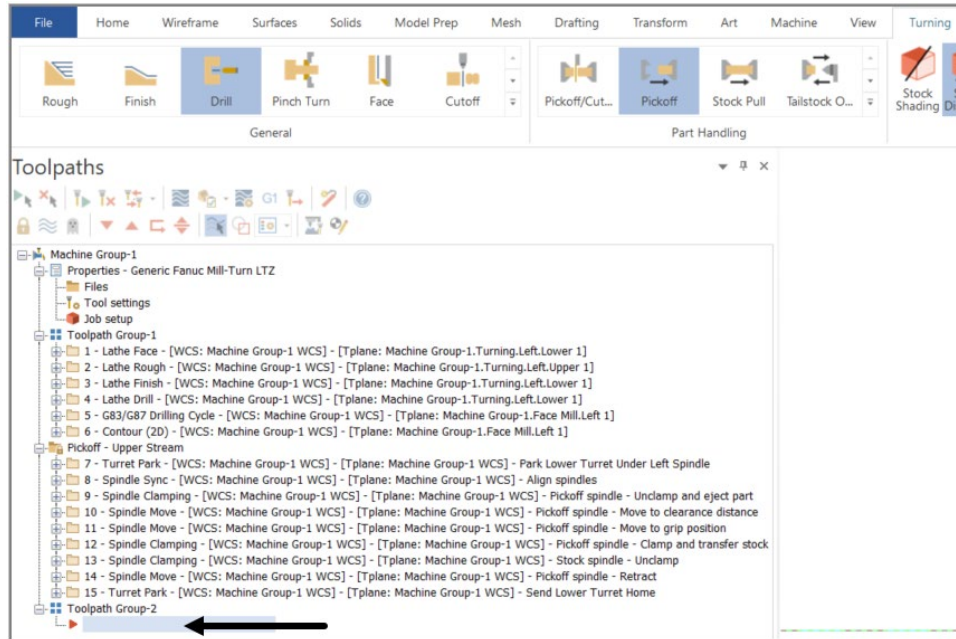 File Home Wireframe Surfaces Solids Model Prep Mesh Drafting Transform Art Machine View Turning
Rough Finish Drill Pinch Turn Face Cutoff Pickoff/Cut... Pickoff Stock Pull Tailstock O... Stock
Shading
General Part Handling
Toolpaths
G1
Machine Group-1
Properties - Generic Fanuc Mill-Turn LTZ
Files
Tool settings
Job setup
Toolpath Group-1
1 - Lathe Face - [WCS: Machine Group-1 WCS] - [Tplane: Machine Group-1.Turning.Left.Lower 1]
2 - Lathe Rough - [WCS: Machine Group-1 WCS] - [Tplane: Machine Group-1.Turning.Left.Upper 1]
3 - Lathe Finish - [WCS: Machine Group-1 WCS] - [Tplane: Machine Group-1.Turning.Left.Lower 1]
4 - Lathe Drill - [WCS: Machine Group-1 WCS] - [Tplane: Machine Group-1.Turning.Left.Lower 1]
5 - G83/G87 Drilling Cycle - [WCS: Machine Group-1 WCS] - [Tplane: Machine Group-1.Face Mill.Left 1]
6 - Contour (2D) - [WCS: Machine Group-1 WCS] - [Tplane: Machine Group-1.Face Mill.Left 1]
Pickoff - Upper Stream
7 - Turret Park - [WCS: Machine Group-1 WCS] - [Tplane: Machine Group-1 WCS] - Park Lower Turret Under Left Spindle
8 - Spindle Sync - [WCS: Machine Group-1 WCS] - [Tplane: Machine Group-1 WCS] - Align spindles
9 - Spindle Clamping - [WCS: Machine Group-1 WCS] - [Tplane: Machine Group-1 WCS] - Pickoff spindle - Unclamp and eject part
10 - Spindle Move - [WCS: Machine Group-1 WCS] - [Tplane: Machine Group-1 WCS] - Pickoff spindle - Move to clearance distance
11 - Spindle Move - [WCS: Machine Group-1 WCS] - [Tplane: Machine Group-1 WCS] - Pickoff spindle - Move to grip position
12 - Spindle Clamping - [WCS: Machine Group-1 WCS] - [Tplane: Machine Group-1 WCS] - Pickoff spindle - Clamp and transfer stock
13 - Spindle Clamping - [WCS: Machine Group-1 WCS] - [Tplane: Machine Group-1 WCS] - Stock spindle - Unclamp
14 - Spindle Move - [WCS: Machine Group-1 WCS] - [Tplane: Machine Group-1 WCS] - Pickoff spindle - Retract
15 - Turret Park - [WCS: Machine Group-1 WCS] - [Tplane: Machine Group-1 WCS] - Send Lower Turret Home
Toolpath Group-2